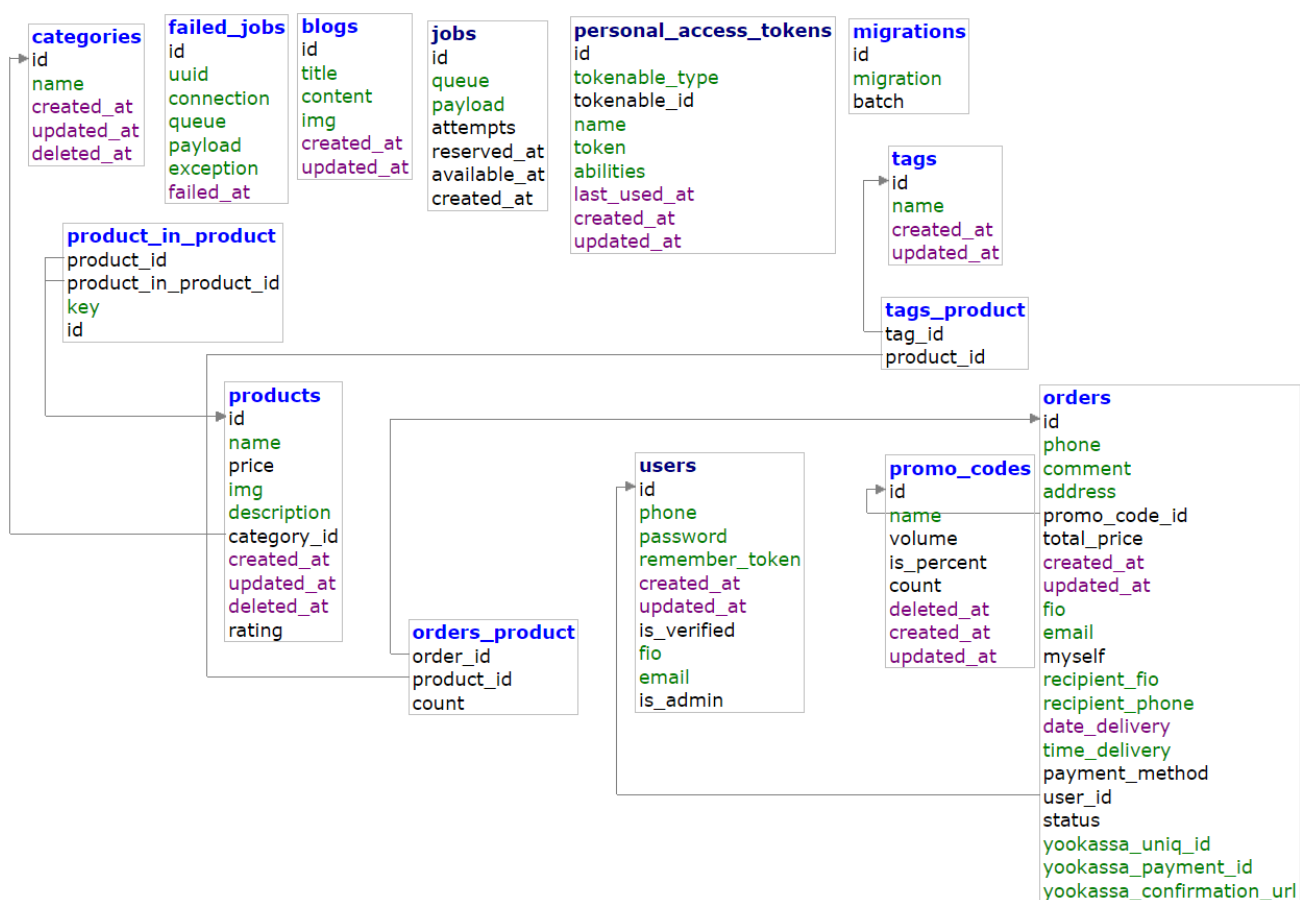 categories
id
name
created_at
updated_at
deleted_at
failed_jobs
id
uuid
connection
queue
payload
exception
failed_at
blogs
id
title
content
img
created_at
updated_at
jobs
id
queue
payload
attempts
reserved_at
available_at
created_at
personal_access_tokens
id
tokenable_type
tokenable_id
name
token
abilities
last_used_at
created_at
updated_at
migrations
id
migration
batch
tags
id
name
created_at
updated_at
product_in_product
product_id
product_in_product_id
key
id
tags_product
tag_id
product_id
products
id
name
price
img
description
category_id
created_at
updated_at
deleted_at
rating
orders_product
order_id
product_id
count
users
id
phone
password
remember_token
created_at
updated_at
is_verified
fio
email
is_admin
promo_codes
id
name
volume
is_percent
count
deleted_at
created_at
updated_at
orders
id
phone
comment
address
promo_code_id
total_price
created_at
updated_at
fio
email
myself
recipient_fio
recipient_phone
date_delivery
time_delivery
payment_method
user_id
status
yookassa_uniq_id
yookassa_payment_id
yookassa_confirmation_url